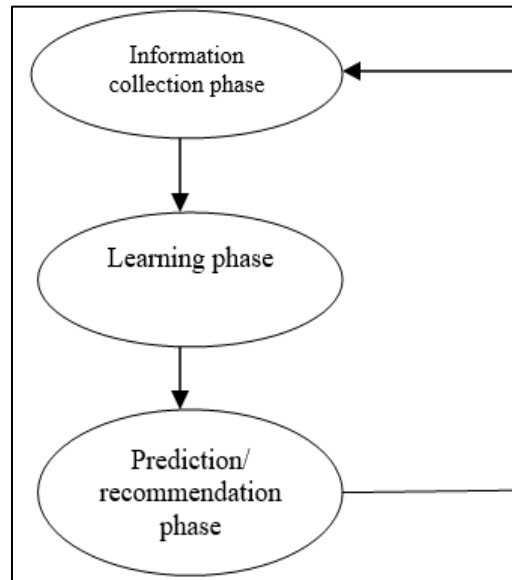 Information
collection phase
Learning phase
Prediction/
recommendation
phase